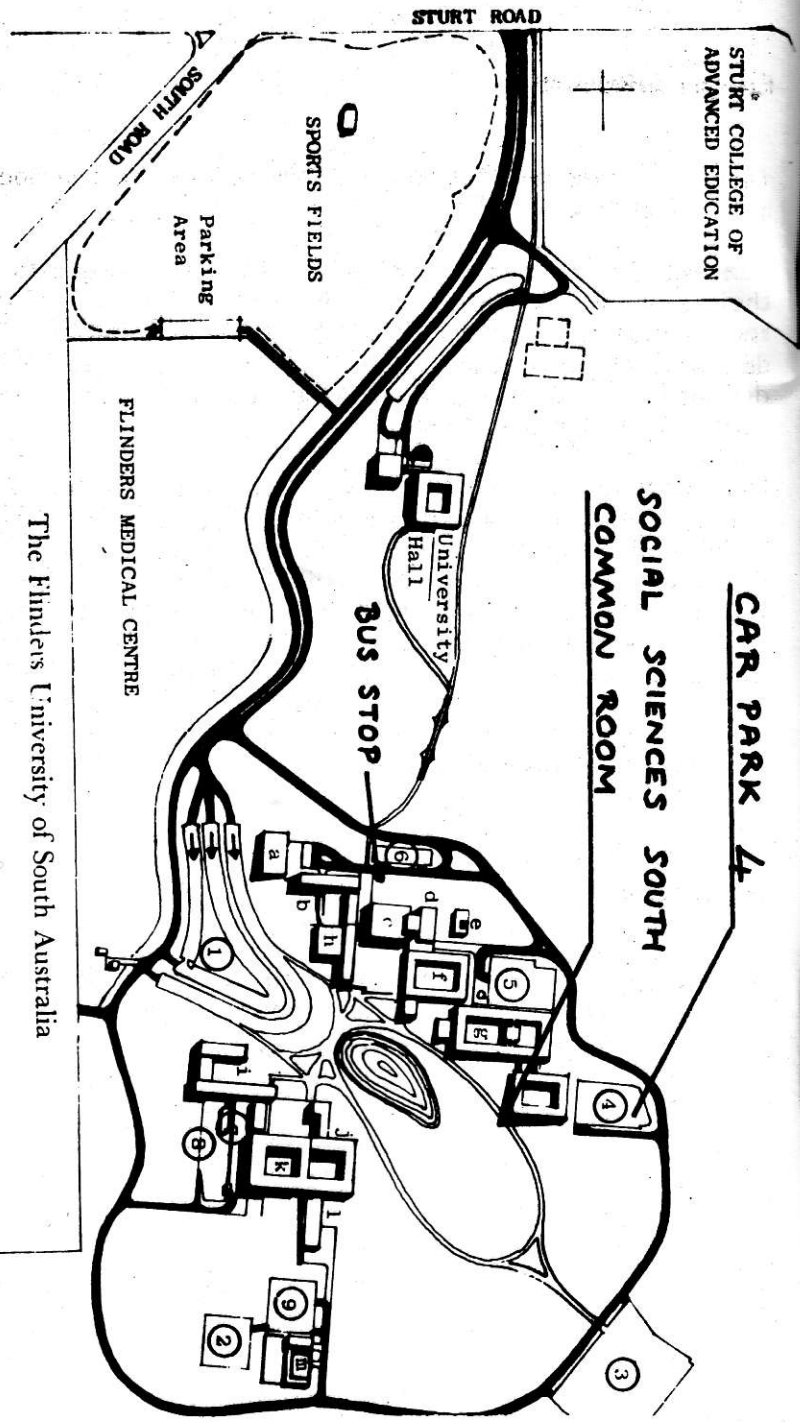 STURT ROAD
STURT COLLEGE OF
ADVANCED EDUCATION
SOUTH ROAD
SPORTS FIELDS
Parking
Area
FLINDERS MEDICAL CENTRE
University
Hall
BUS STOP
SOCIAL SCIENCES SOUTH
COMMON ROOM
CAR PARK 4
a
b
c
d
e
f
g
h
i
j
k
l
m
1
2
3
4
5
6
8
9
The Flinders University of South Australia